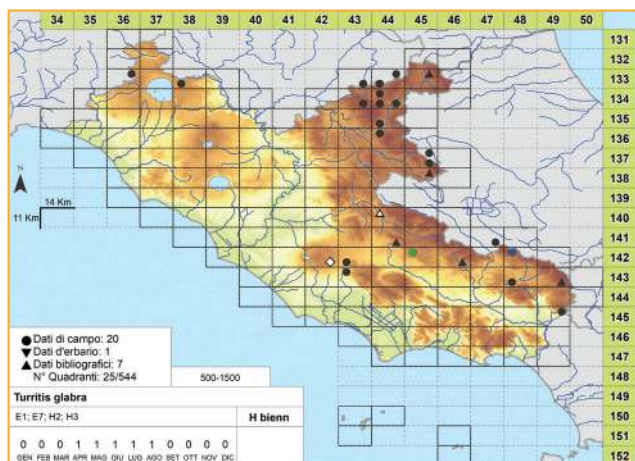 34 35 36 37 38 39 40 41 42 43 44 45 46 47 48 49 50
131
132
133
134
135
136
137
138
139
140
141
142
143
144
145
146
147
148
149
150
151
152
N
14 Km
11 Km
Dati di campo: 20
Dati d'erbario: 1
Dati bibliografici: 7
N° Quadranti: 25/544
500-1500
Turritis glabra
E1; E7; H2; H3
H bienn
0 0 0 1 1 1 1 1 0 0 0 0
GEN FEB MAR APR MAG GIU LUG AGO SET OTT NOV DIC